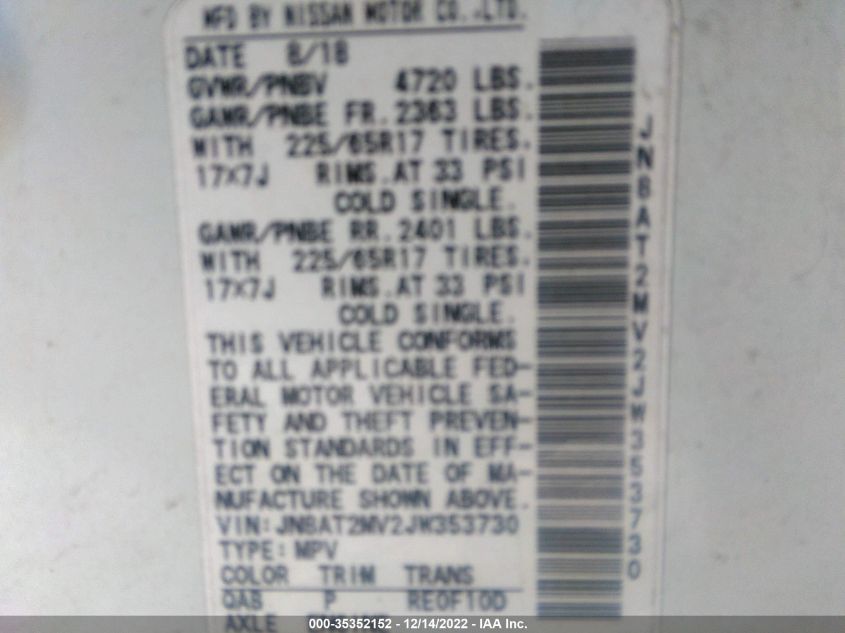 MFD BY NISSAN MOTOR CO.,LTD.
DATE 8/18
GVWR/PNBV 4720 LBS.
GAWR/PNBE FR. 2363 LBS.
WITH 225/65R17 TIRES.
17X7J RIMS.AT 33 PSI
COLD SINGLE.
GAWR/PNBE RR. 2401 LBS.
WITH 225/65R17 TIRES.
17X7J RIMS.AT 33 PSI
COLD SINGLE.
THIS VEHICLE CONFORMS
TO ALL APPLICABLE FED-
ERAL MOTOR VEHICLE SA-
FETY AND THEFT PREVEN-
TION STANDARDS IN EFF-
ECT ON THE DATE OF MA-
NUFACTURE SHOWN ABOVE.
VIN:JN8AT2MV2JW353730
TYPE:MPV
COLOR TRIM TRANS
QAB P RE0F10D
AXLE ENGINE
JN8AT2MV2JW353730
000-35352152 - 12/14/2022 - IAA Inc.